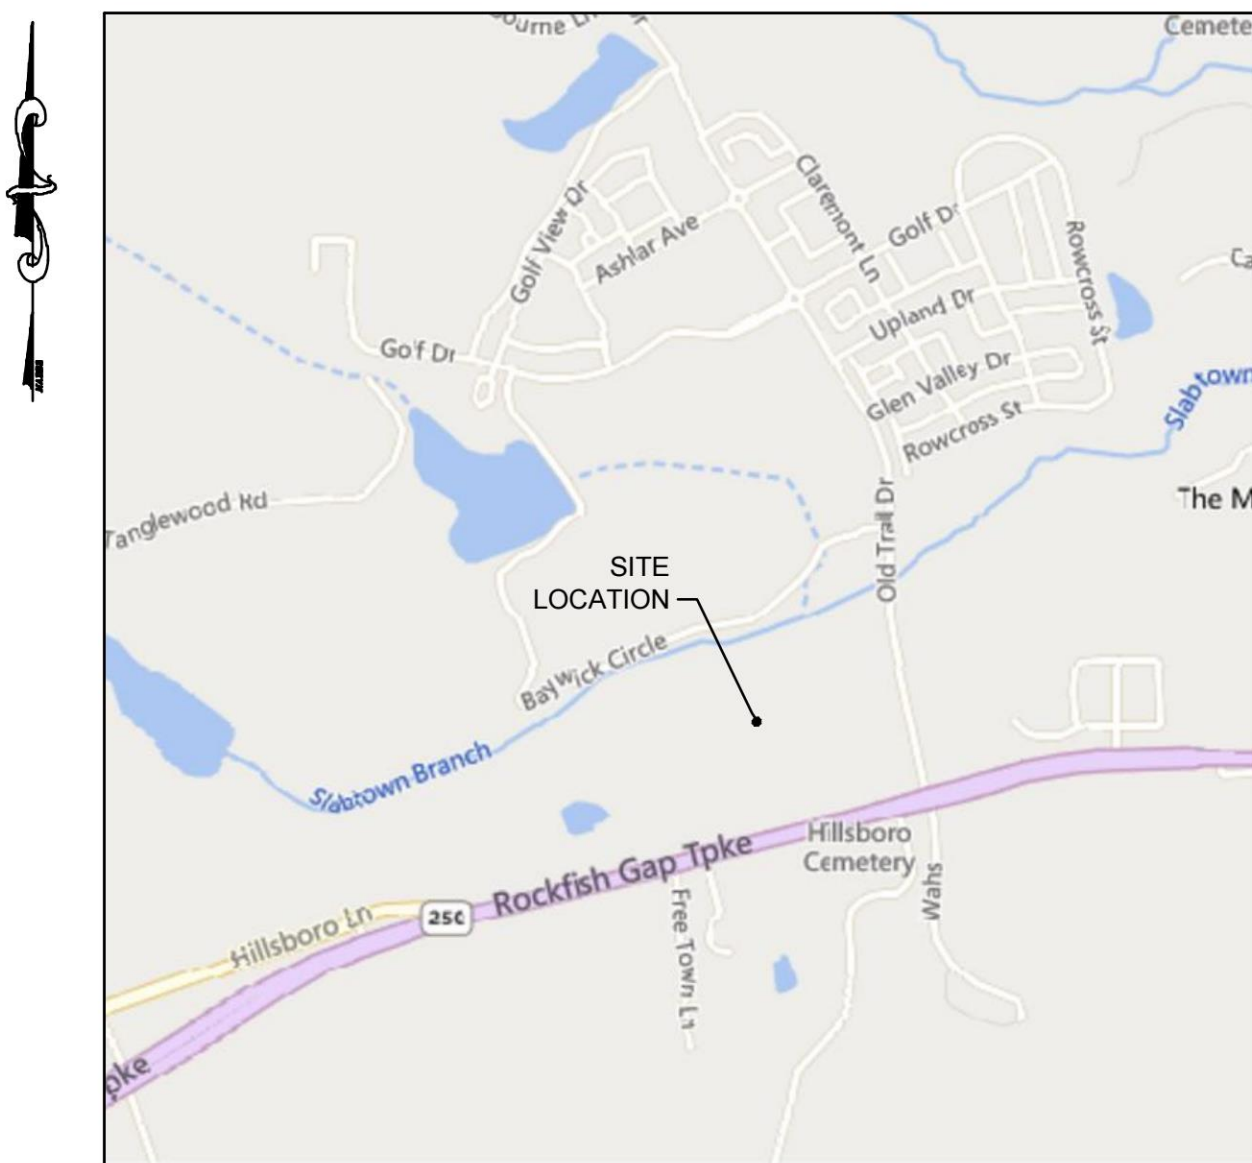 Cemete
Claremont Ln
Golf Dr
Rowcross St
Golf View Dr
Ashlar Ave
Upland Dr
Golf Dr
Glen Valley Dr
Rowcross St
Slabtown
Tanglewood Rd
The M
Old Trail Dr
SITE
LOCATION
Baywick Circle
Slabtown Branch
Rockfish Gap Tpke
Hillsboro
Cemetery
250
Hillsboro Ln
Free Town Ln
Wahs
pke